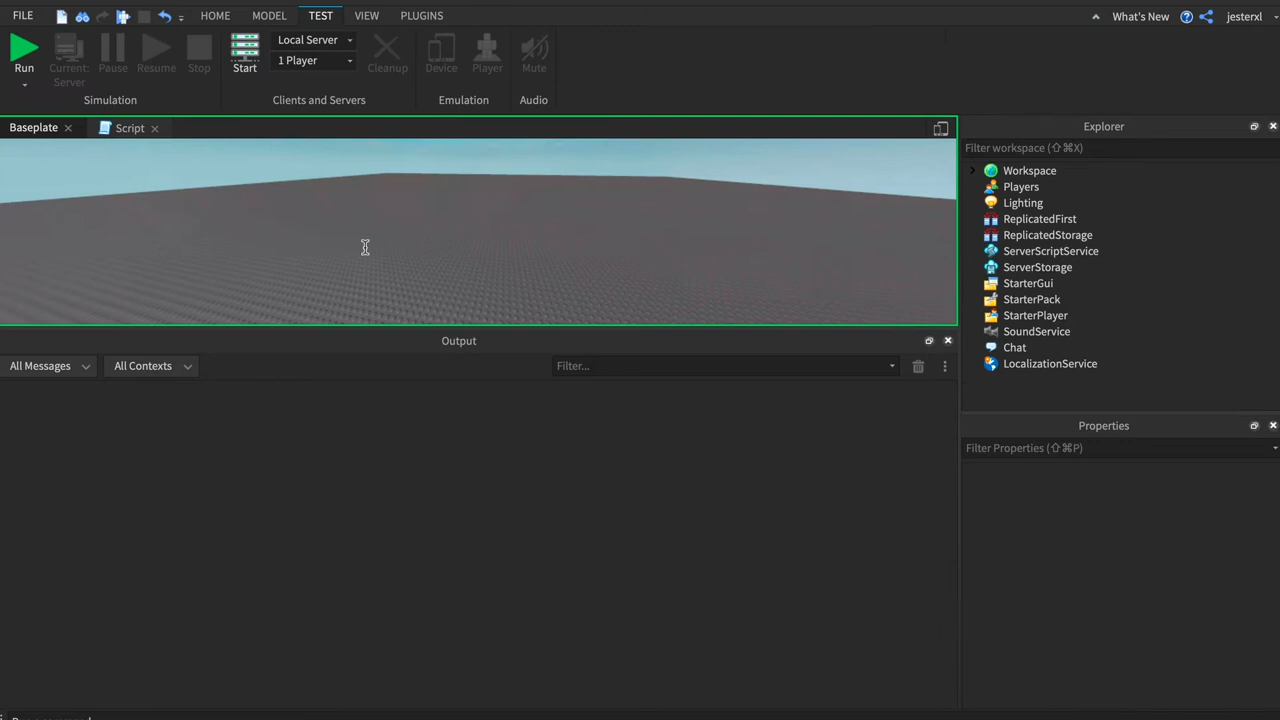 FILE HOME MODEL TEST VIEW PLUGINS What's New jesterxl
Run Current: Server Pause Resume Stop Start Local Server 1 Player Cleanup Device Player Mute
Simulation Clients and Servers Emulation Audio
Baseplate Script
Explorer
Filter workspace (⇧⌘X)
Workspace
Players
Lighting
ReplicatedFirst
ReplicatedStorage
ServerScriptService
ServerStorage
StarterGui
StarterPack
StarterPlayer
SoundService
Chat
LocalizationService
Output
All Messages All Contexts Filter...
Properties
Filter Properties (⇧⌘P)